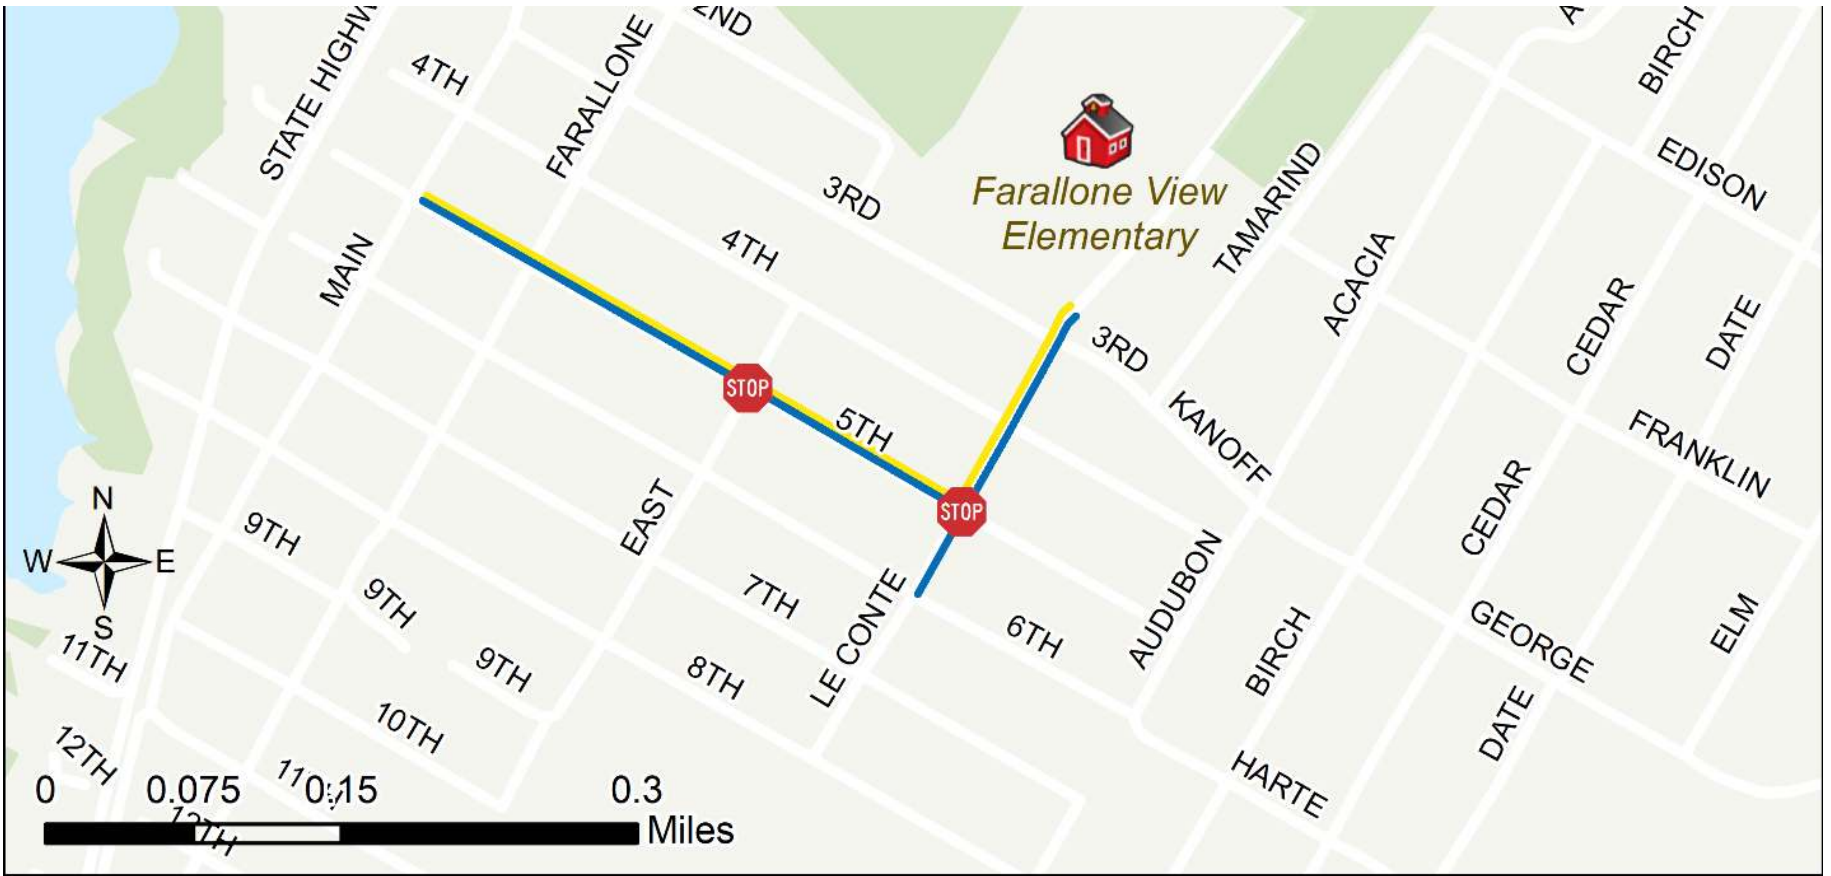 2ND
A
BIRCH
STATE HIGHW
4TH
FARALLONE
EDISON
Farallone View
Elementary
3RD
TAMARIND
4TH
MAIN
ACACIA
CEDAR
DATE
3RD
STOP
5TH
KANOFF
FRANKLIN
STOP
CEDAR
EAST
N
W
E
S
9TH
9TH
7TH
LE CONTE
6TH
AUDUBON
BIRCH
GEORGE
ELM
11TH
9TH
8TH
10TH
DATE
12TH
HARTE
11TH
0 0.075 0.15 0.3
12TH
Miles